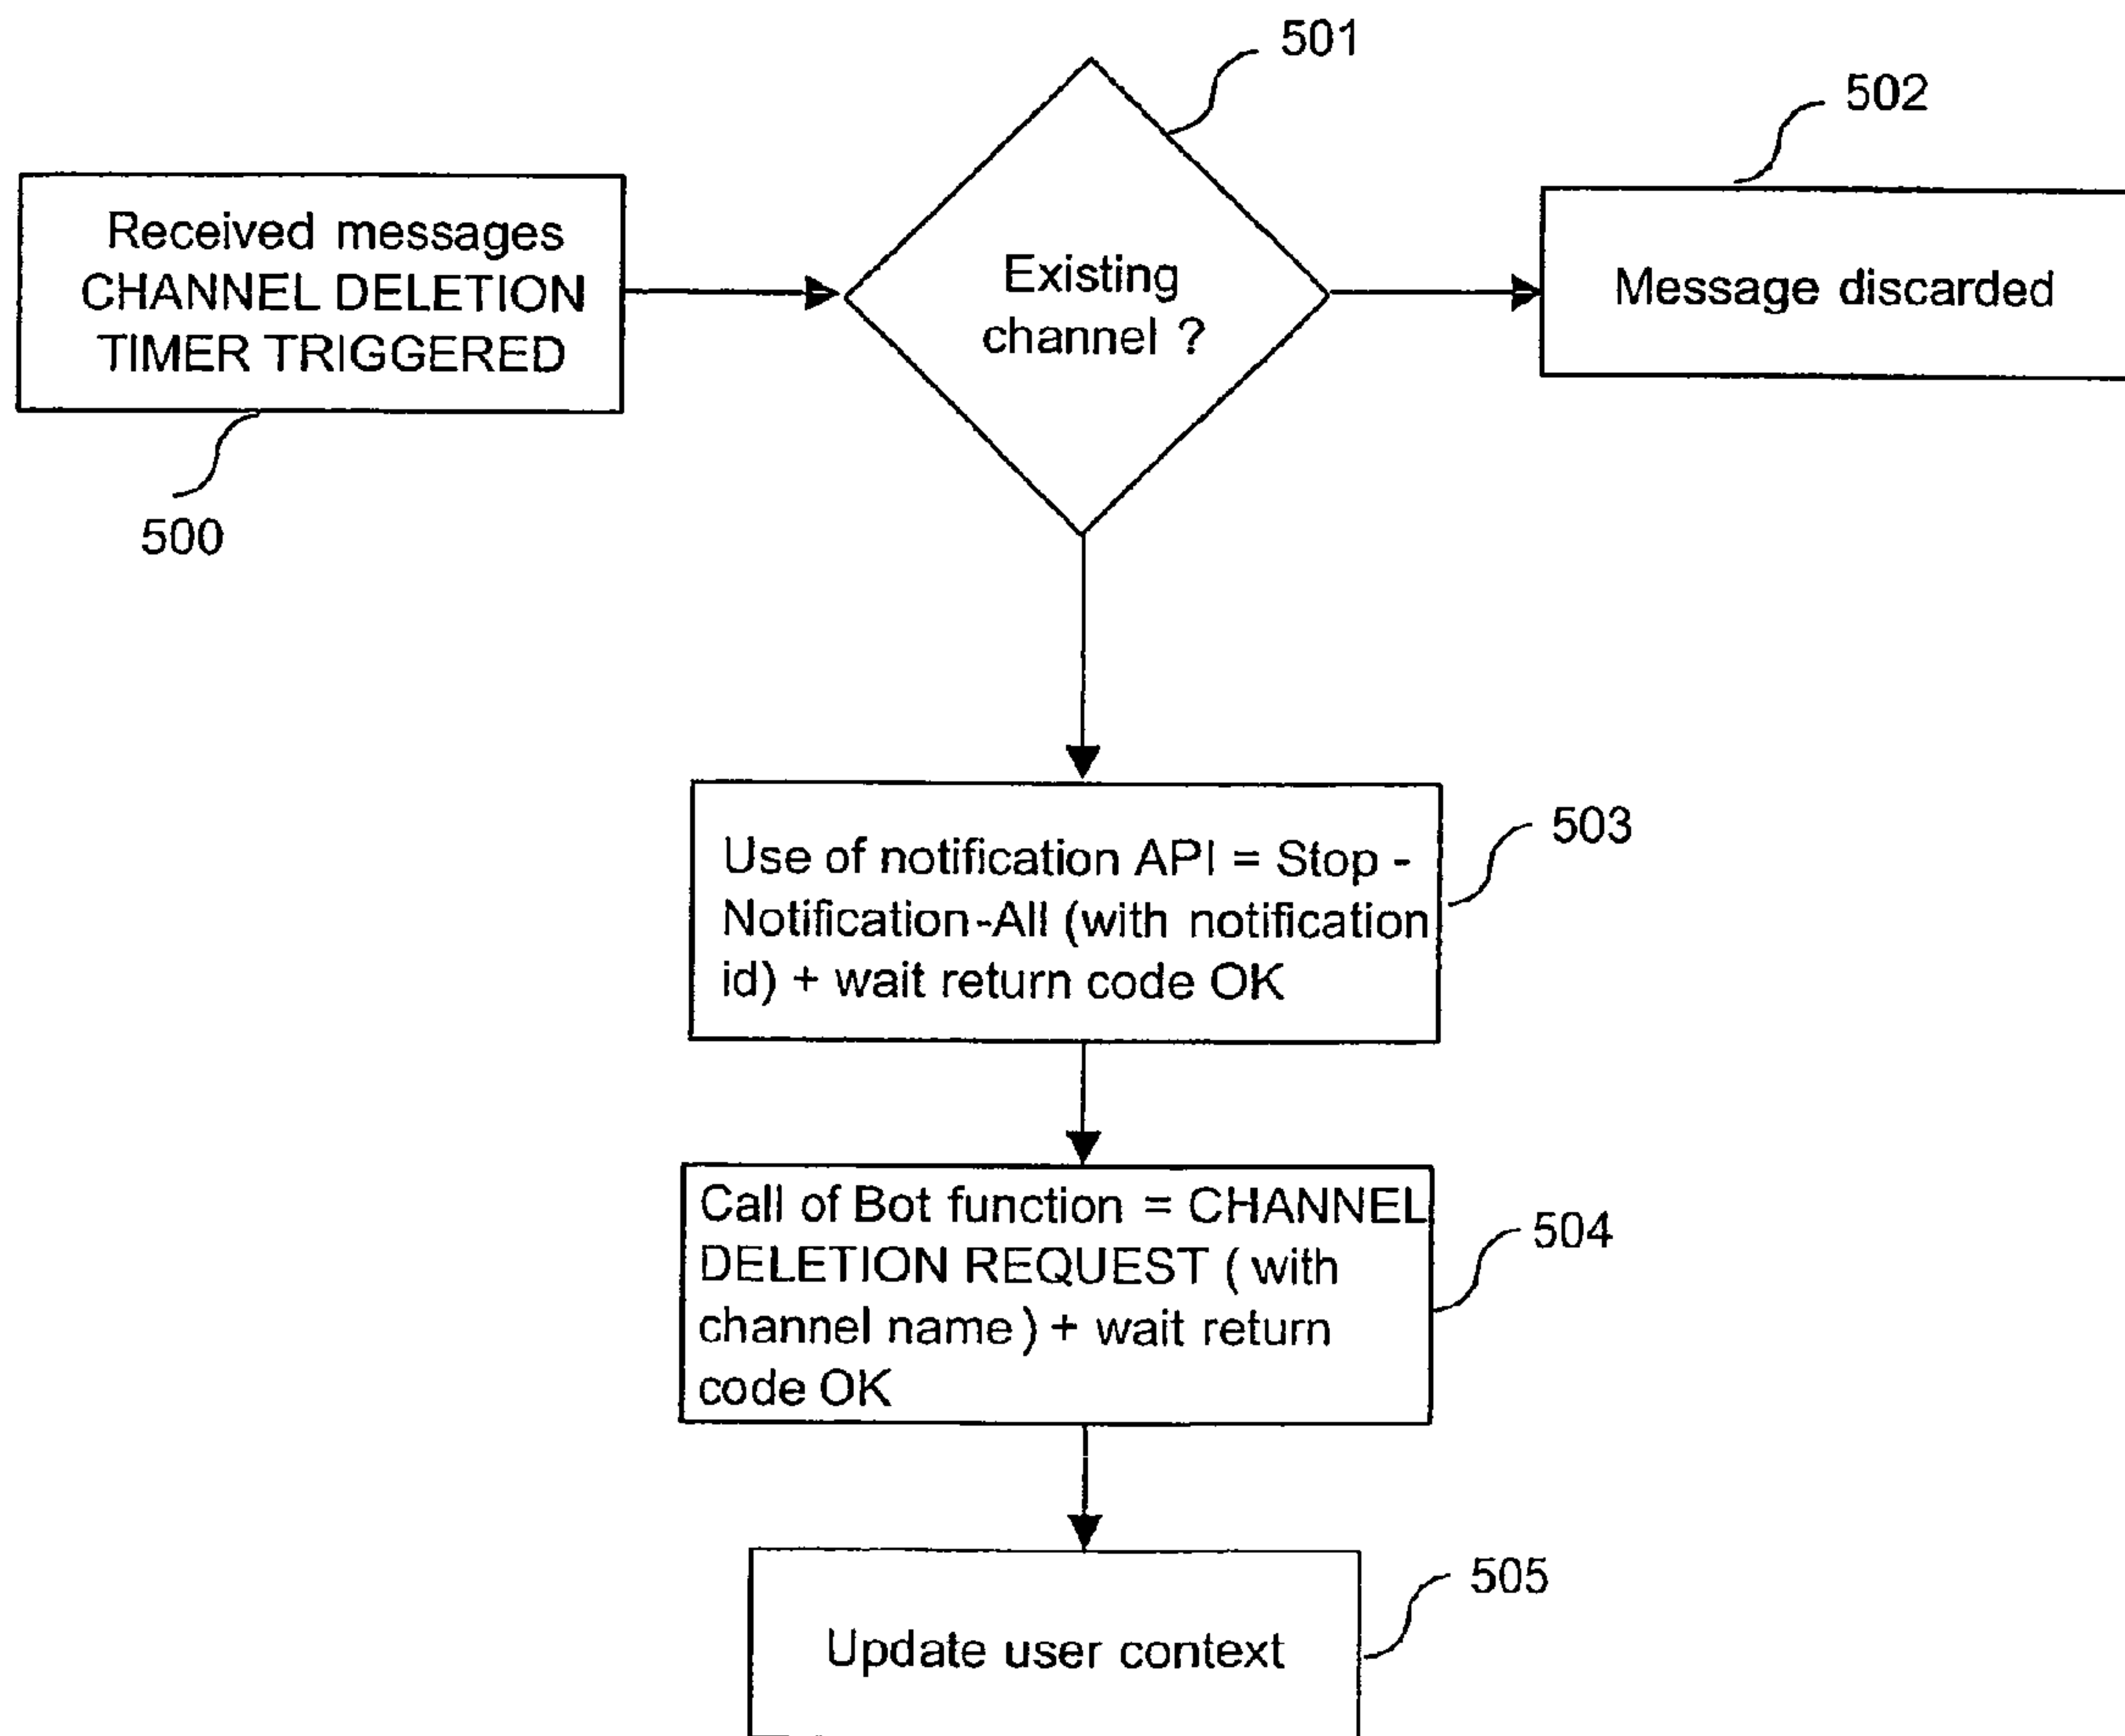 501
502
Received messages
CHANNEL DELETION
TIMER TRIGGERED
Existing
channel ?
Message discarded
500
503
Use of notification API = Stop -
Notification-All (with notification
id) + wait return code OK
504
Call of Bot function = CHANNEL
DELETION REQUEST ( with
channel name ) + wait return
code OK
505
Update user context